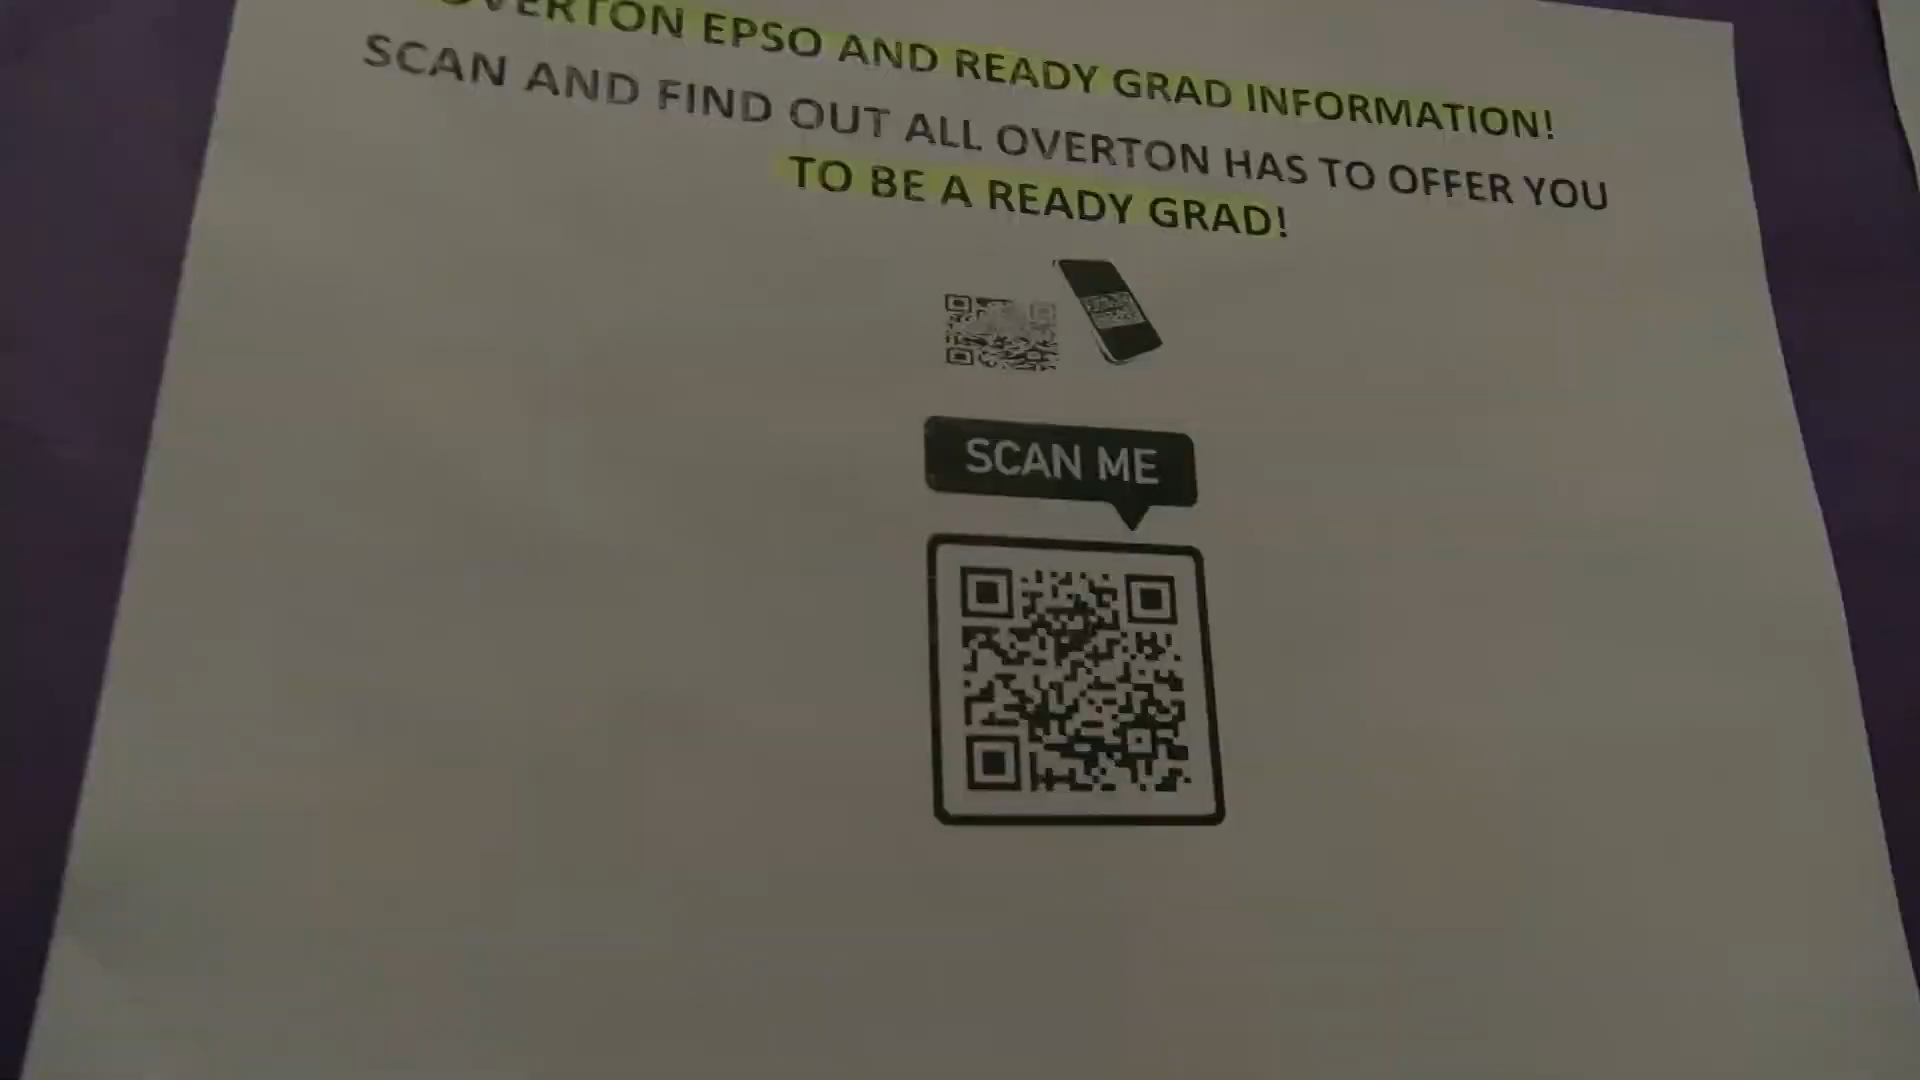 OVERTON EPSO AND READY GRAD INFORMATION!
SCAN AND FIND OUT ALL OVERTON HAS TO OFFER YOU
TO BE A READY GRAD!
SCAN ME